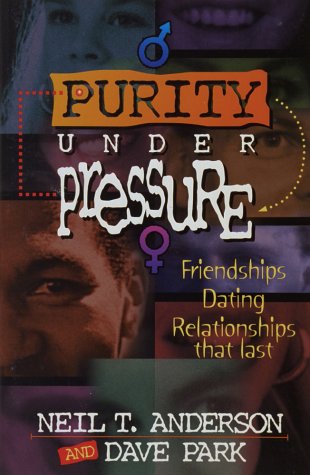 PURITY
UNDER
PRESSURE
Friendships
Dating
Relationships
that last
NEIL T. ANDERSON
AND DAVE PARK